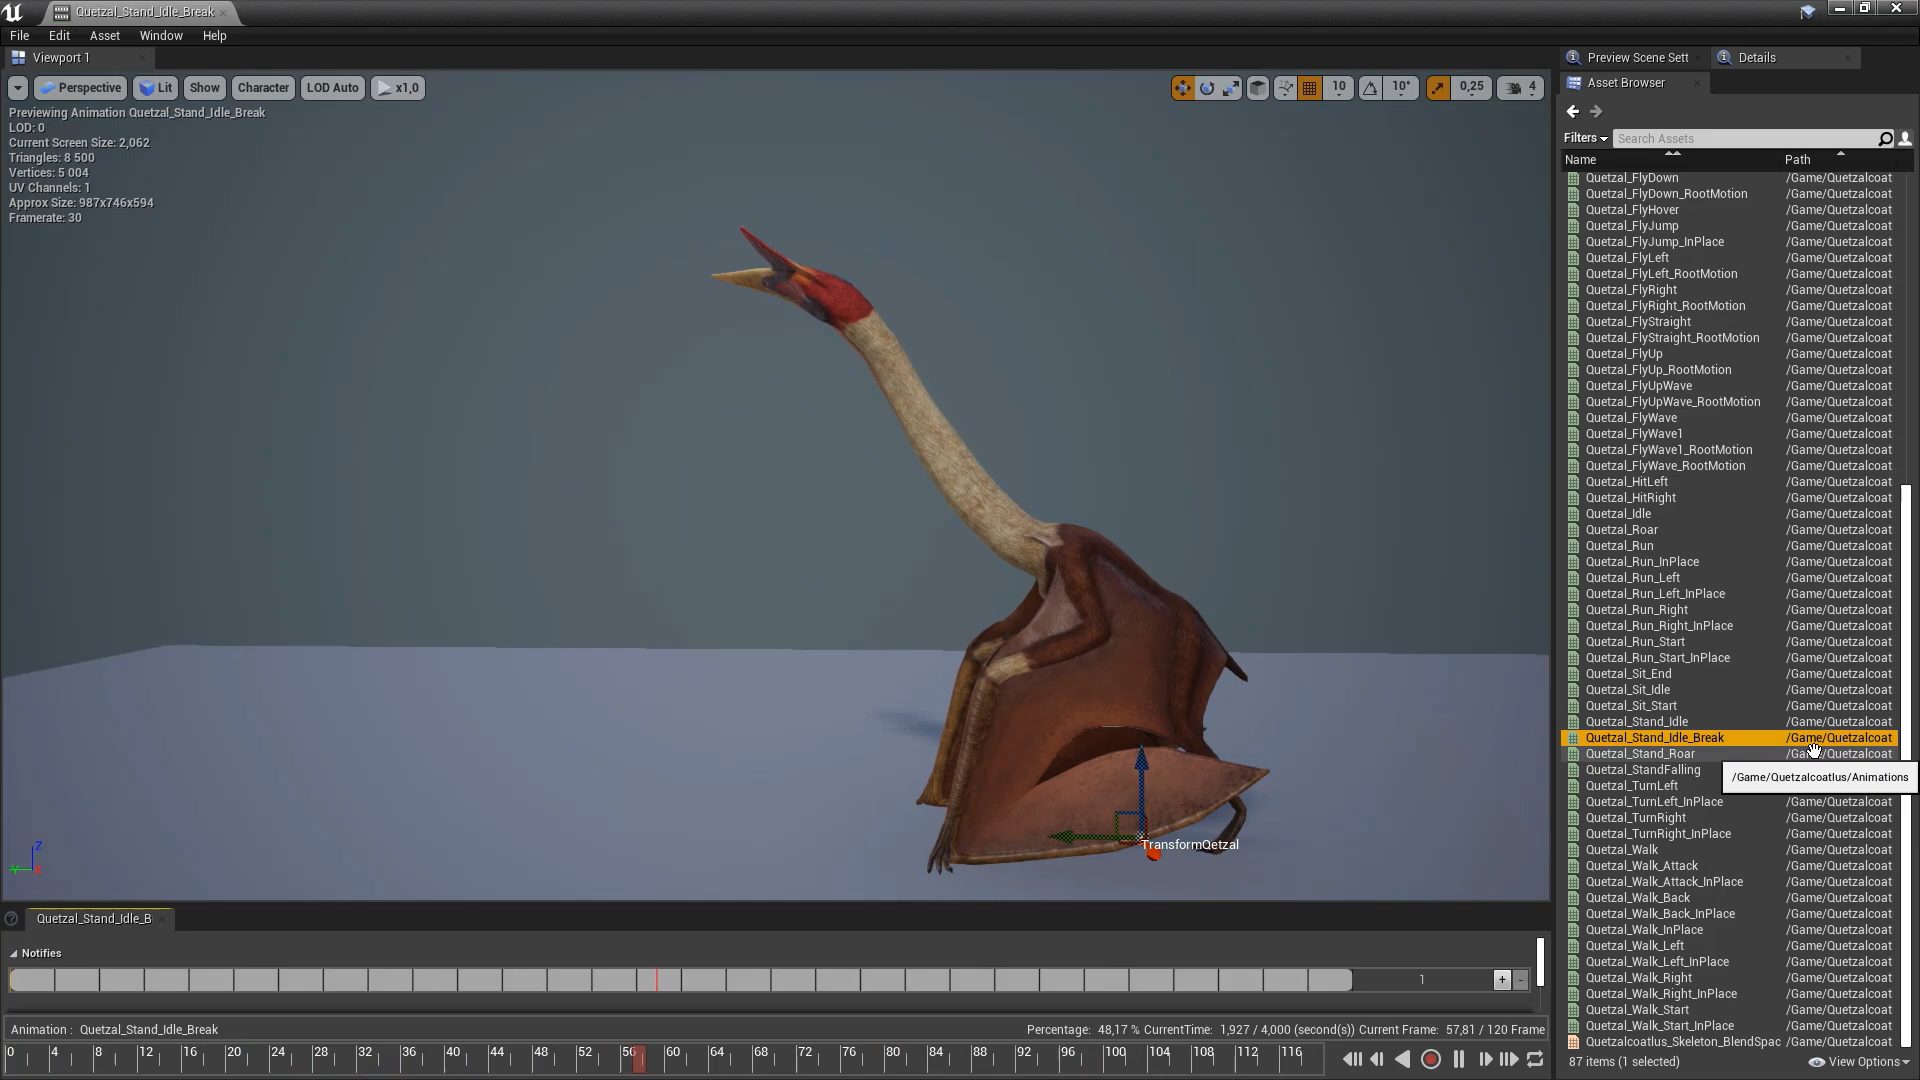 Quetzal_Stand_Idle_Break
File Edit Asset Window Help
Viewport 1
Perspective Lit Show Character LOD Auto x1,0
10 10° 0,25 4
Previewing Animation Quetzal_Stand_Idle_Break
LOD: 0
Current Screen Size: 2,062
Triangles: 8 500
Vertices: 5 004
UV Channels: 1
Approx Size: 987x746x594
Framerate: 30
TransformQetzal
Z
Y
X
Preview Scene Sett Details
Asset Browser
Filters Search Assets
Name Path
Quetzal_FlyDown /Game/Quetzalcoat
Quetzal_FlyDown_RootMotion /Game/Quetzalcoat
Quetzal_FlyHover /Game/Quetzalcoat
Quetzal_FlyJump /Game/Quetzalcoat
Quetzal_FlyJump_InPlace /Game/Quetzalcoat
Quetzal_FlyLeft /Game/Quetzalcoat
Quetzal_FlyLeft_RootMotion /Game/Quetzalcoat
Quetzal_FlyRight /Game/Quetzalcoat
Quetzal_FlyRight_RootMotion /Game/Quetzalcoat
Quetzal_FlyStraight /Game/Quetzalcoat
Quetzal_FlyStraight_RootMotion /Game/Quetzalcoat
Quetzal_FlyUp /Game/Quetzalcoat
Quetzal_FlyUp_RootMotion /Game/Quetzalcoat
Quetzal_FlyUpWave /Game/Quetzalcoat
Quetzal_FlyUpWave_RootMotion /Game/Quetzalcoat
Quetzal_FlyWave /Game/Quetzalcoat
Quetzal_FlyWave1 /Game/Quetzalcoat
Quetzal_FlyWave1_RootMotion /Game/Quetzalcoat
Quetzal_FlyWave_RootMotion /Game/Quetzalcoat
Quetzal_HitLeft /Game/Quetzalcoat
Quetzal_HitRight /Game/Quetzalcoat
Quetzal_Idle /Game/Quetzalcoat
Quetzal_Roar /Game/Quetzalcoat
Quetzal_Run /Game/Quetzalcoat
Quetzal_Run_InPlace /Game/Quetzalcoat
Quetzal_Run_Left /Game/Quetzalcoat
Quetzal_Run_Left_InPlace /Game/Quetzalcoat
Quetzal_Run_Right /Game/Quetzalcoat
Quetzal_Run_Right_InPlace /Game/Quetzalcoat
Quetzal_Run_Start /Game/Quetzalcoat
Quetzal_Run_Start_InPlace /Game/Quetzalcoat
Quetzal_Sit_End /Game/Quetzalcoat
Quetzal_Sit_Idle /Game/Quetzalcoat
Quetzal_Sit_Start /Game/Quetzalcoat
Quetzal_Stand_Idle /Game/Quetzalcoat
Quetzal_Stand_Idle_Break /Game/Quetzalcoat
Quetzal_Stand_Roar /Game/Quetzalcoat
Quetzal_StandFalling
/Game/Quetzalcoatlus/Animations
Quetzal_TurnLeft
Quetzal_TurnLeft_InPlace /Game/Quetzalcoat
Quetzal_TurnRight /Game/Quetzalcoat
Quetzal_TurnRight_InPlace /Game/Quetzalcoat
Quetzal_Walk /Game/Quetzalcoat
Quetzal_Walk_Attack /Game/Quetzalcoat
Quetzal_Walk_Attack_InPlace /Game/Quetzalcoat
Quetzal_Walk_Back /Game/Quetzalcoat
Quetzal_Walk_Back_InPlace /Game/Quetzalcoat
Quetzal_Walk_InPlace /Game/Quetzalcoat
Quetzal_Walk_Left /Game/Quetzalcoat
Quetzal_Walk_Left_InPlace /Game/Quetzalcoat
Quetzal_Walk_Right /Game/Quetzalcoat
Quetzal_Walk_Right_InPlace /Game/Quetzalcoat
Quetzal_Walk_Start /Game/Quetzalcoat
Quetzal_Walk_Start_InPlace /Game/Quetzalcoat
Quetzalcoatlus_Skeleton_BlendSpac /Game/Quetzalcoat
87 items (1 selected) View Options
Quetzal_Stand_Idle_B
Notifies
1 + -
Animation : Quetzal_Stand_Idle_Break Percentage: 48,17 % CurrentTime: 1,927 / 4,000 (second(s)) Current Frame: 57,81 / 120 Frame
0 4 8 12 16 20 24 28 32 36 40 44 48 52 56 60 64 68 72 76 80 84 88 92 96 100 104 108 112 116